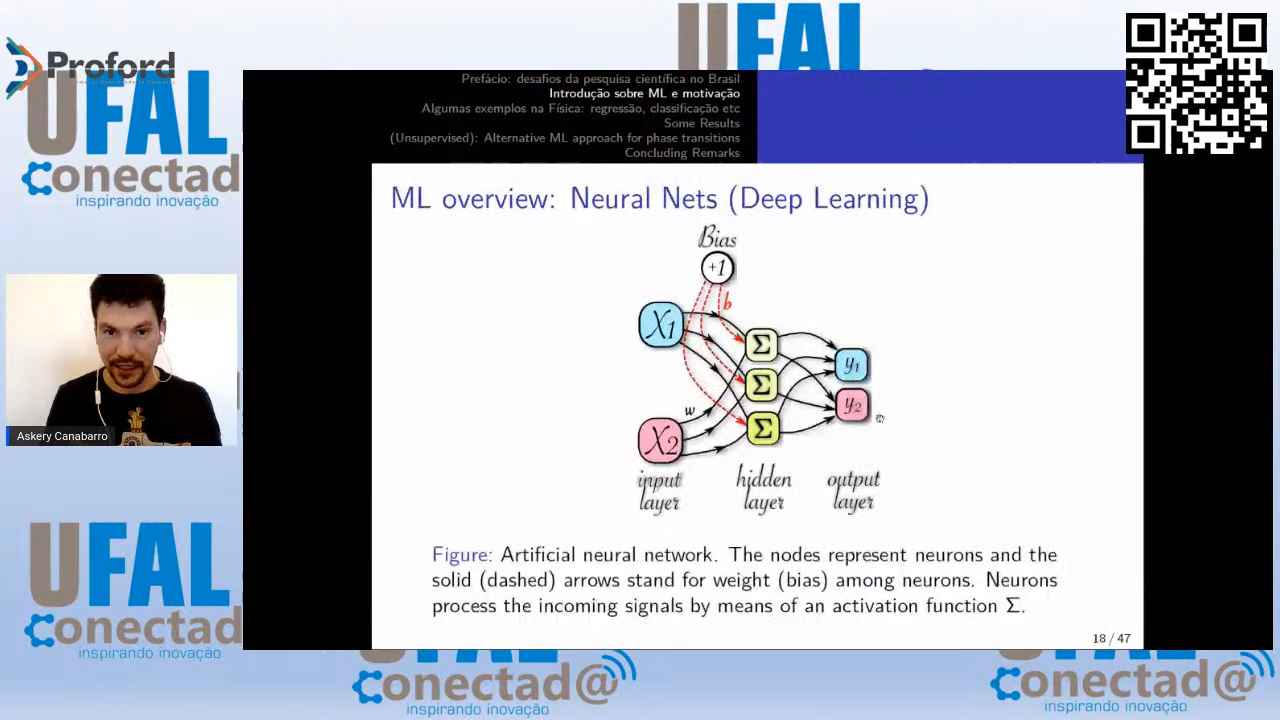 Proford
UFAL
Conectad
inspirando inovação
UFAL
Prefácio: desafios da pesquisa científica no Brasil
Introdução sobre ML e motivação
Algumas exemplos na Física: regressão, classificação etc
Some Results
(Unsupervised): Alternative ML approach for phase transitions
Concluding Remarks
ML overview: Neural Nets (Deep Learning)
Bias
+1
b
X1
Σ
Σ
Σ
y1
y2
w
X2
input layer
hidden layer
output layer
Figure: Artificial neural network. The nodes represent neurons and the
solid (dashed) arrows stand for weight (bias) among neurons. Neurons
process the incoming signals by means of an activation function Σ.
18 / 47
Askery Canabarro
UFAL
Conectad
inspirando inovação
Conectad@
inspirando inovação
Conectad@
inspirando inovação